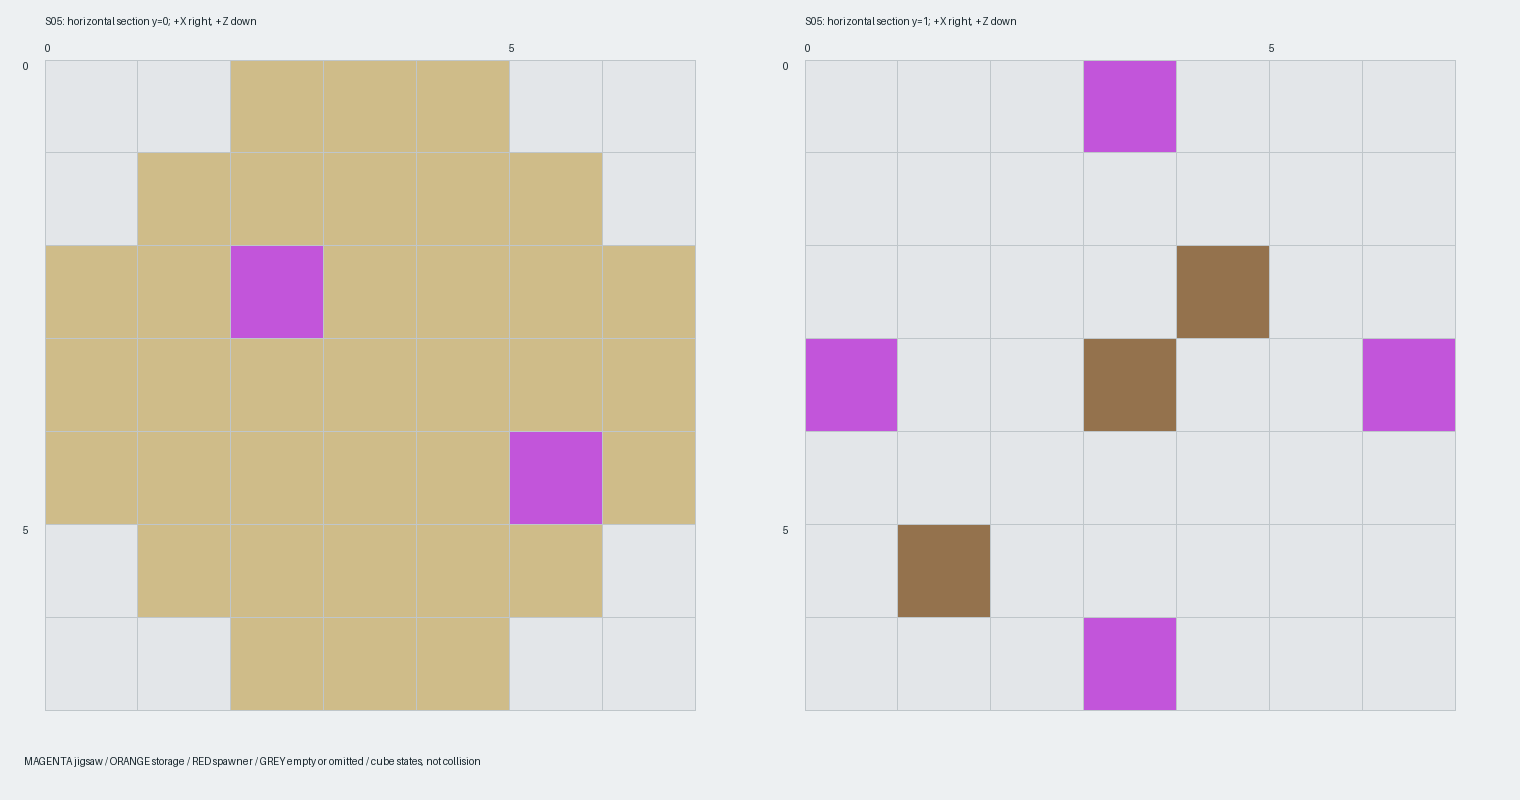 S05: horizontal section y=0; +X right, +Z down
S05: horizontal section y=1; +X right, +Z down
0 5
0 5
0
5
0
5
MAGENTA jigsaw / ORANGE storage / RED spawner / GREY empty or omitted / cube states, not collision